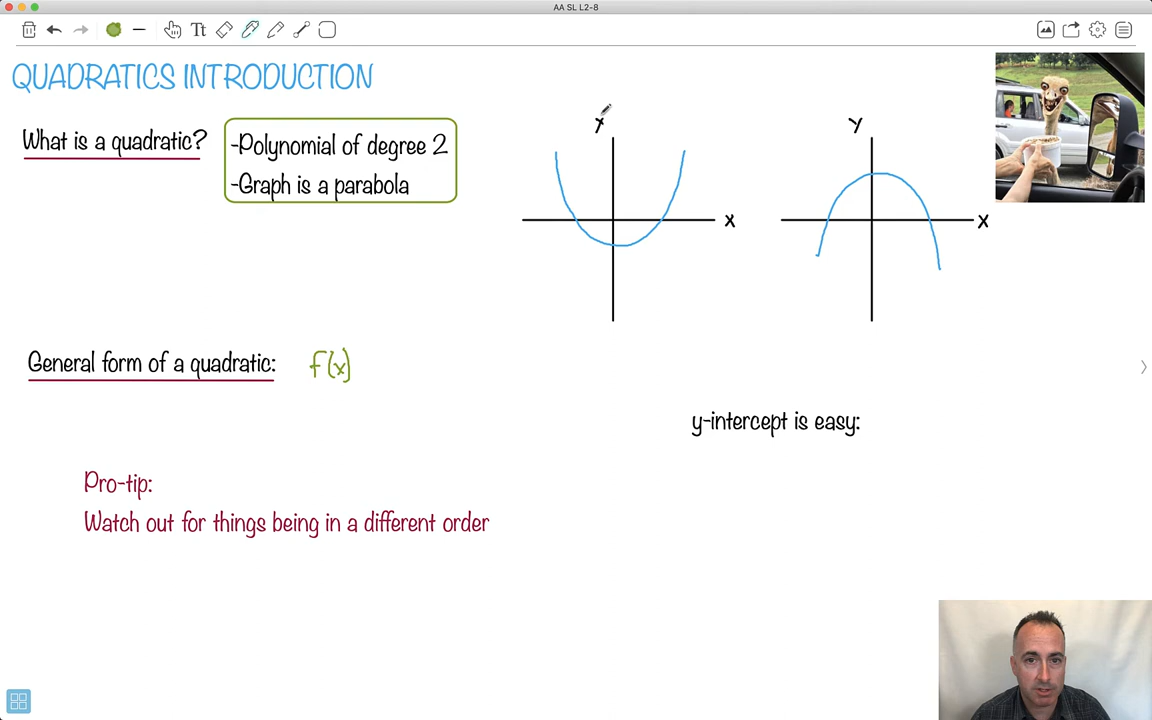 AA SL L2-8
Tt
QUADRATICS INTRODUCTION
What is a quadratic?
-Polynomial of degree 2
-Graph is a parabola
Y
X
Y
X
General form of a quadratic: f(x)
y-intercept is easy:
Pro-tip:
Watch out for things being in a different order